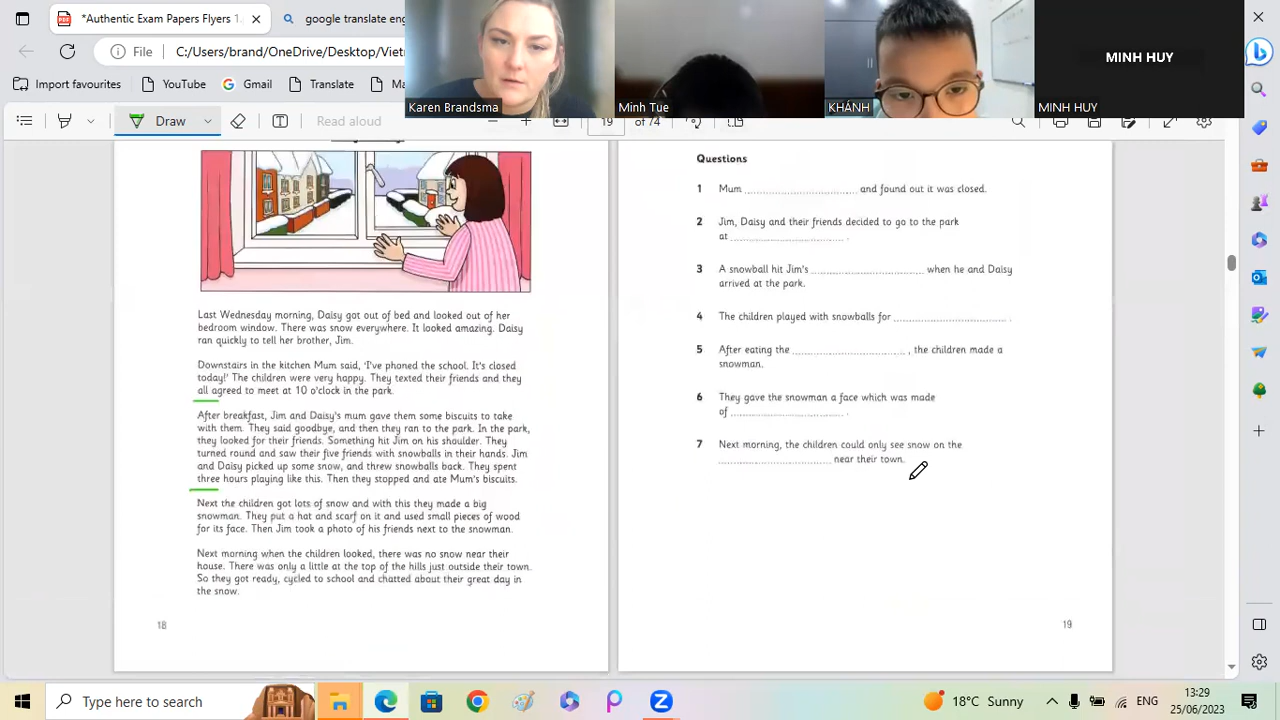 *Authentic Exam Papers Flyers 1
google translate eng
File
C:/Users/brand/OneDrive/Desktop/Viet
Import favourites
YouTube
Gmail
Karen Brandsma
Minh Tue
KHÁNH
MINH HUY
MINH HUY
Draw
Read aloud
19
of 74
Last Wednesday morning, Daisy got out of bed and looked out of her
bedroom window. There was snow everywhere. It looked amazing. Daisy
ran quickly to tell her brother, Jim.
Downstairs in the kitchen Mum said, 'I've phoned the school. It's closed
today!' The children were very happy. They texted their friends and they
all agreed to meet at 10 o'clock in the park.
After breakfast, Jim and Daisy's mum gave them some biscuits to take
with them. They said goodbye, and then they ran to the park. In the park,
they looked for their friends. Something hit Jim on his shoulder. They
turned round and saw their five friends with snowballs in their hands. Jim
and Daisy picked up some snow, and threw snowballs back. They spent
three hours playing like this. Then they stopped and ate Mum's biscuits.
Next the children got lots of snow and with this they made a big
snowman. They put a hat and scarf on it and used small pieces of wood
for its face. Then Jim took a photo of his friends next to the snowman.
Next morning when the children looked, there was no snow near their
house. There was only a little at the top of the hills just outside their town.
So they got ready, cycled to school and chatted about their great day in
the snow.
18
Questions
1 Mum ............................ and found out it was closed.
2 Jim, Daisy and their friends decided to go to the park
at ............................ .
3 A snowball hit Jim's ............................ when he and Daisy
arrived at the park.
4 The children played with snowballs for ............................ .
5 After eating the ............................ , the children made a
snowman.
6 They gave the snowman a face which was made
of ............................ .
7 Next morning, the children could only see snow on the
............................ near their town.
19
Type here to search
18°C Sunny
ENG
13:29
25/06/2023